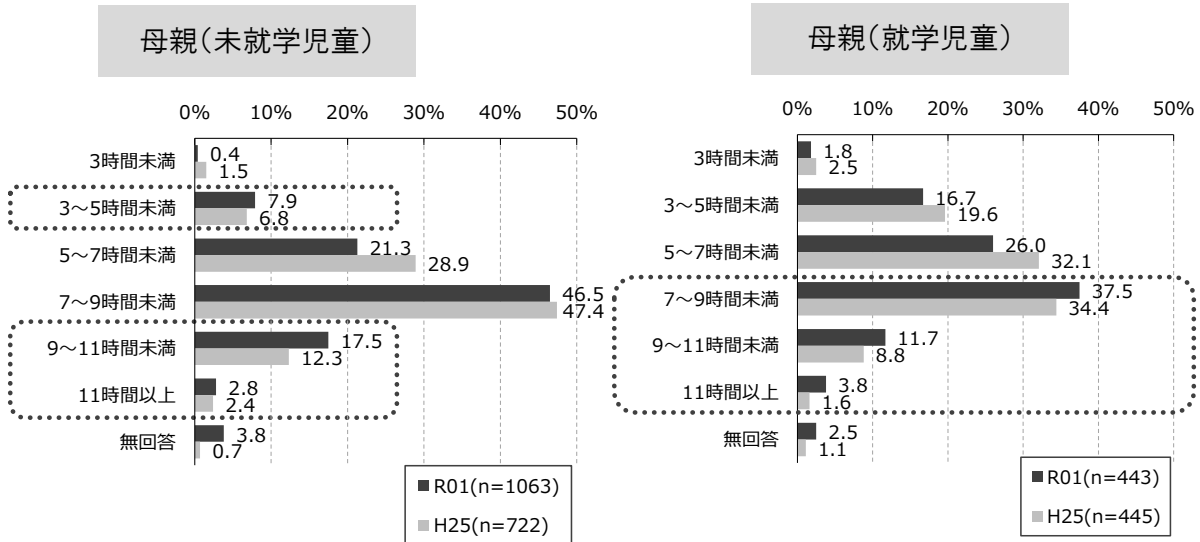 母親（未就学児童）
0% 10% 20% 30% 40% 50%
3時間未満 0.4
1.5
3～5時間未満 7.9
6.8
5～7時間未満 21.3
28.9
7～9時間未満 46.5
47.4
9～11時間未満 17.5
12.3
11時間以上 2.8
2.4
無回答 3.8
0.7
R01(n=1063)
H25(n=722)
母親（就学児童）
0% 10% 20% 30% 40% 50%
3時間未満 1.8
2.5
3～5時間未満 16.7
19.6
5～7時間未満 26.0
32.1
7～9時間未満 37.5
34.4
9～11時間未満 11.7
8.8
11時間以上 3.8
1.6
無回答 2.5
1.1
R01(n=443)
H25(n=445)